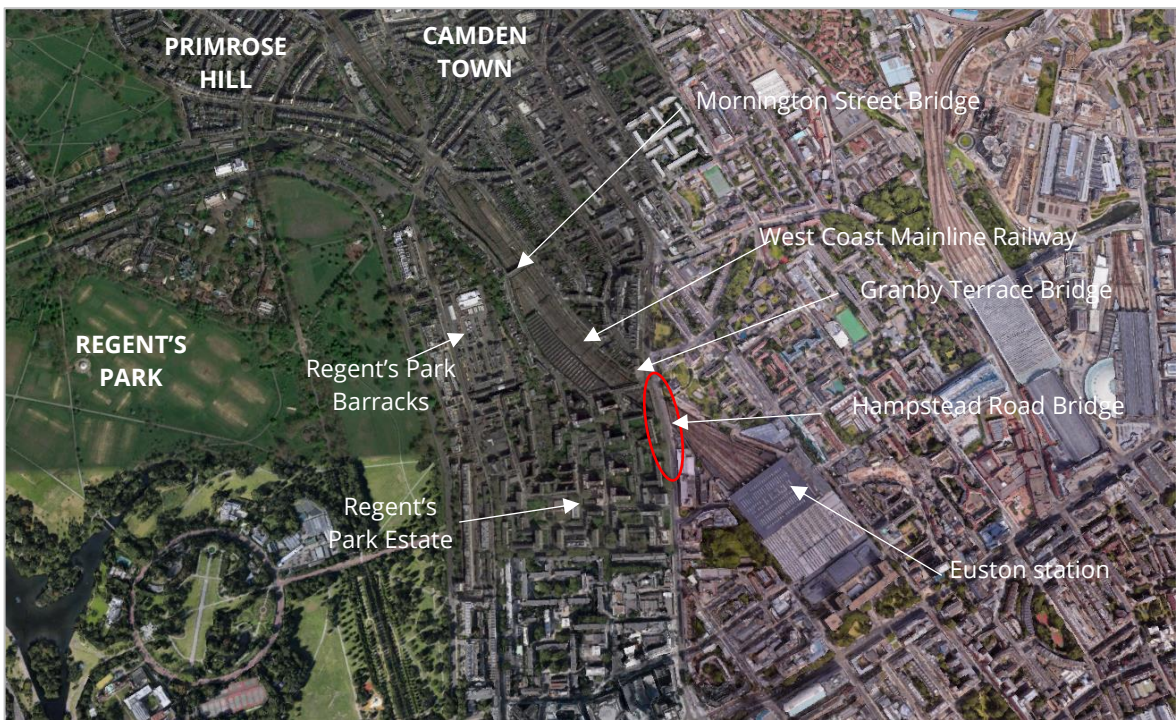 PRIMROSE
HILL
CAMDEN
TOWN
Mornington Street Bridge
West Coast Mainline Railway
Granby Terrace Bridge
REGENT'S
PARK
Regent's Park
Barracks
Hampstead Road Bridge
Regent's
Park Estate
Euston station